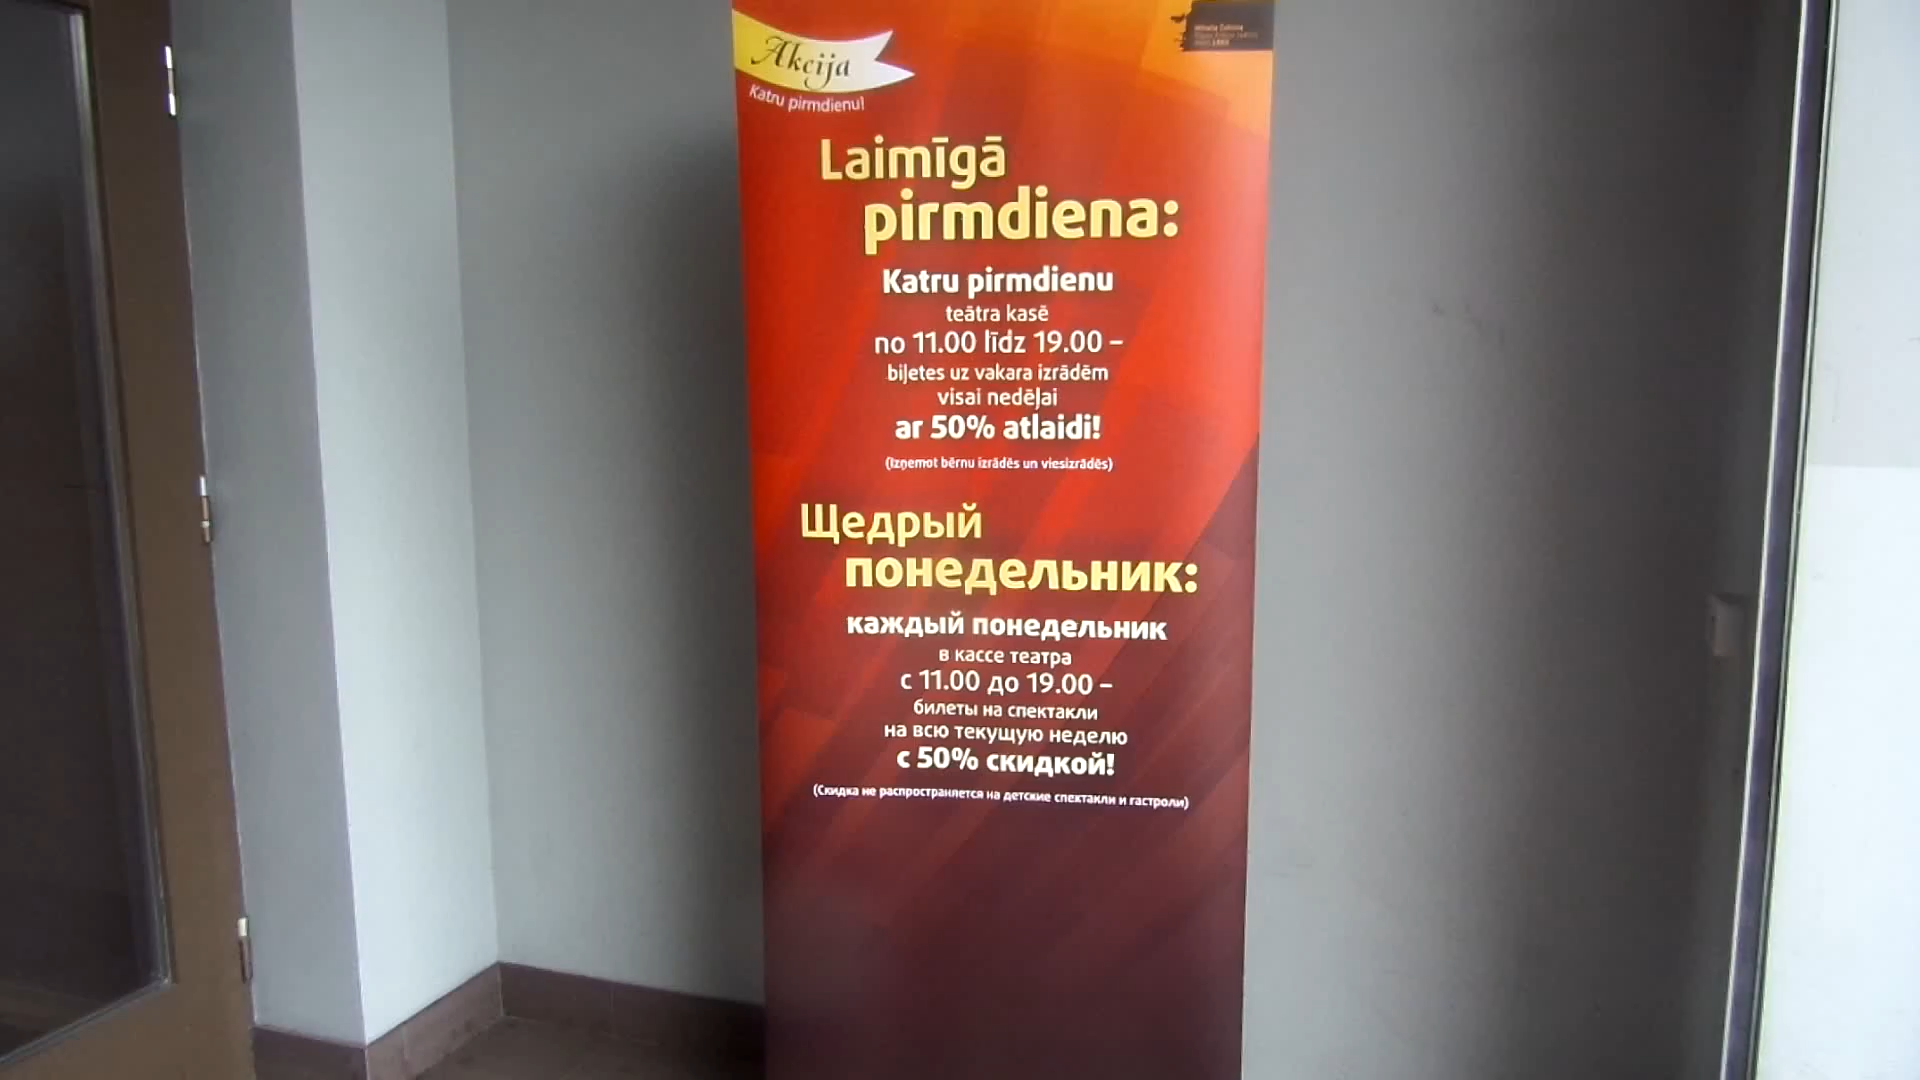 Akcija
Katru pirmdienu!
Laimīgā
pirmdiena:
Katru pirmdienu
teātra kasē
no 11.00 līdz 19.00 –
biļetes uz vakara izrādēm
visai nedēļai
ar 50% atlaidi!
(Izņemot bērnu izrādēs un viesizrādēs)
Щедрый
понедельник:
каждый понедельник
в кассе театра
с 11.00 до 19.00 –
билеты на спектакли
на всю текущую неделю
с 50% скидкой!
(Скидка не распространяется на детские спектакли и гастроли)